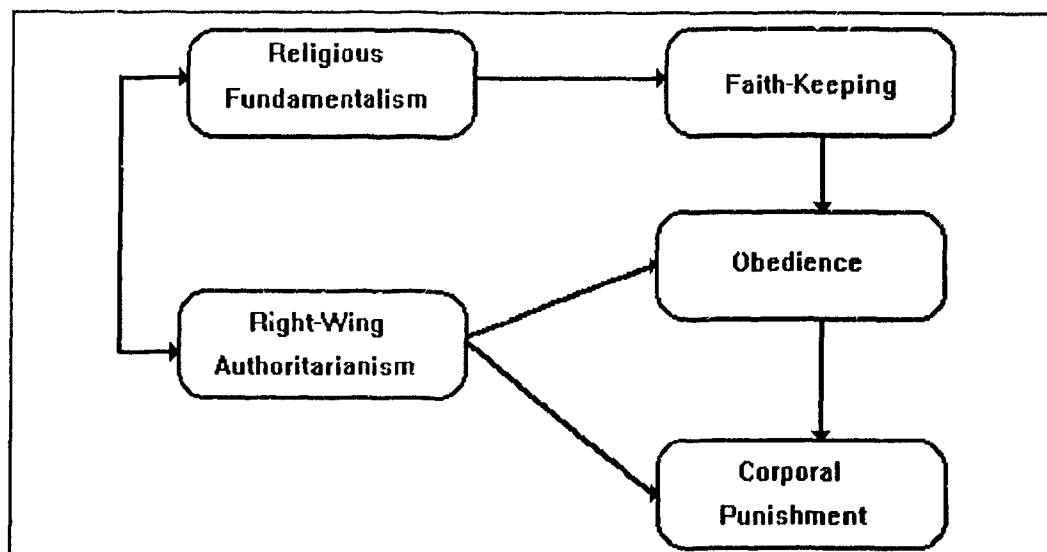 Religious
Fundamentalism
Faith-Keeping
Obedience
Right-Wing
Authoritarianism
Corporal
Punishment